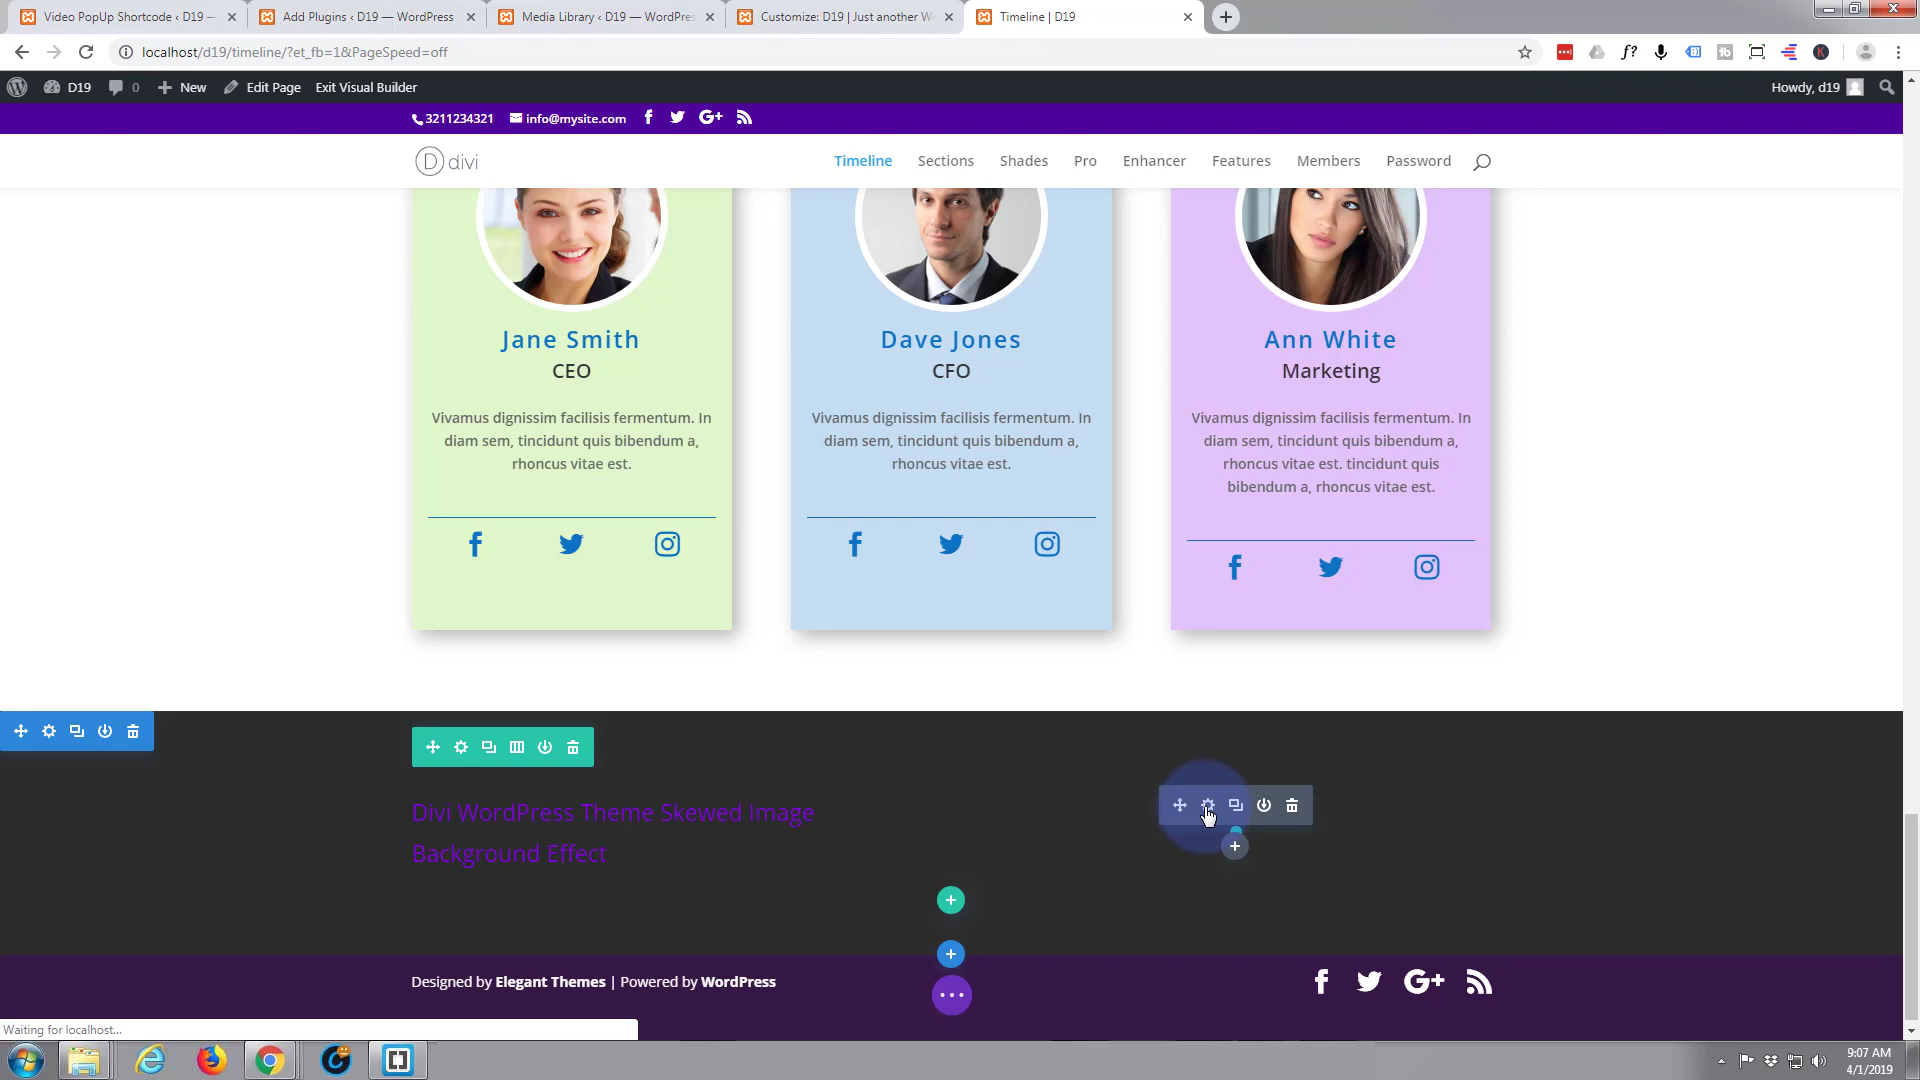 Video PopUp Shortcode ‹ D19 —
Add Plugins ‹ D19 — WordPress
Media Library ‹ D19 — WordPres
Customize: D19 | Just another W
Timeline | D19
localhost/d19/timeline/?et_fb=1&PageSpeed=off
D19
0
New
Edit Page
Exit Visual Builder
Howdy, d19
3211234321
info@mysite.com
D divi
Timeline
Sections
Shades
Pro
Enhancer
Features
Members
Password
Jane Smith
CEO
Vivamus dignissim facilisis fermentum. In
diam sem, tincidunt quis bibendum a,
rhoncus vitae est.
Dave Jones
CFO
Vivamus dignissim facilisis fermentum. In
diam sem, tincidunt quis bibendum a,
rhoncus vitae est.
Ann White
Marketing
Vivamus dignissim facilisis fermentum. In
diam sem, tincidunt quis bibendum a,
rhoncus vitae est. tincidunt quis
bibendum a, rhoncus vitae est.
Divi WordPress Theme Skewed Image
Background Effect
Designed by Elegant Themes | Powered by WordPress
Waiting for localhost...
9:07 AM
4/1/2019